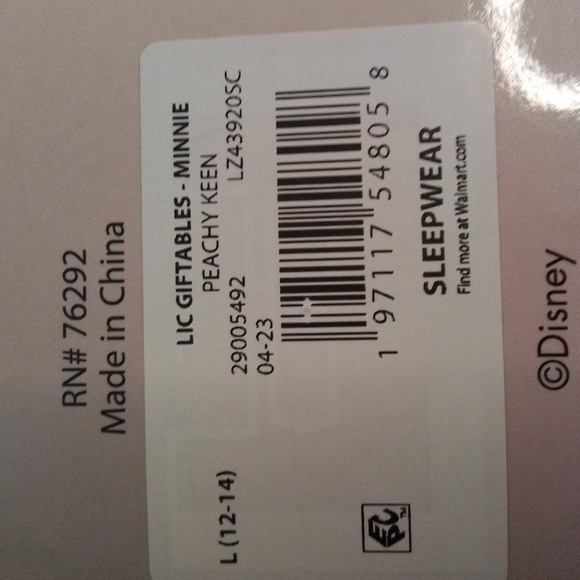 RN# 76292
Made in China
LIC GIFTABLES - MINNIE
PEACHY KEEN
29005492 LZ43920SC
04-23
1 97117 54805 8
SLEEPWEAR
Find more at Walmart.com
L (12-14)
EPC™
©Disney